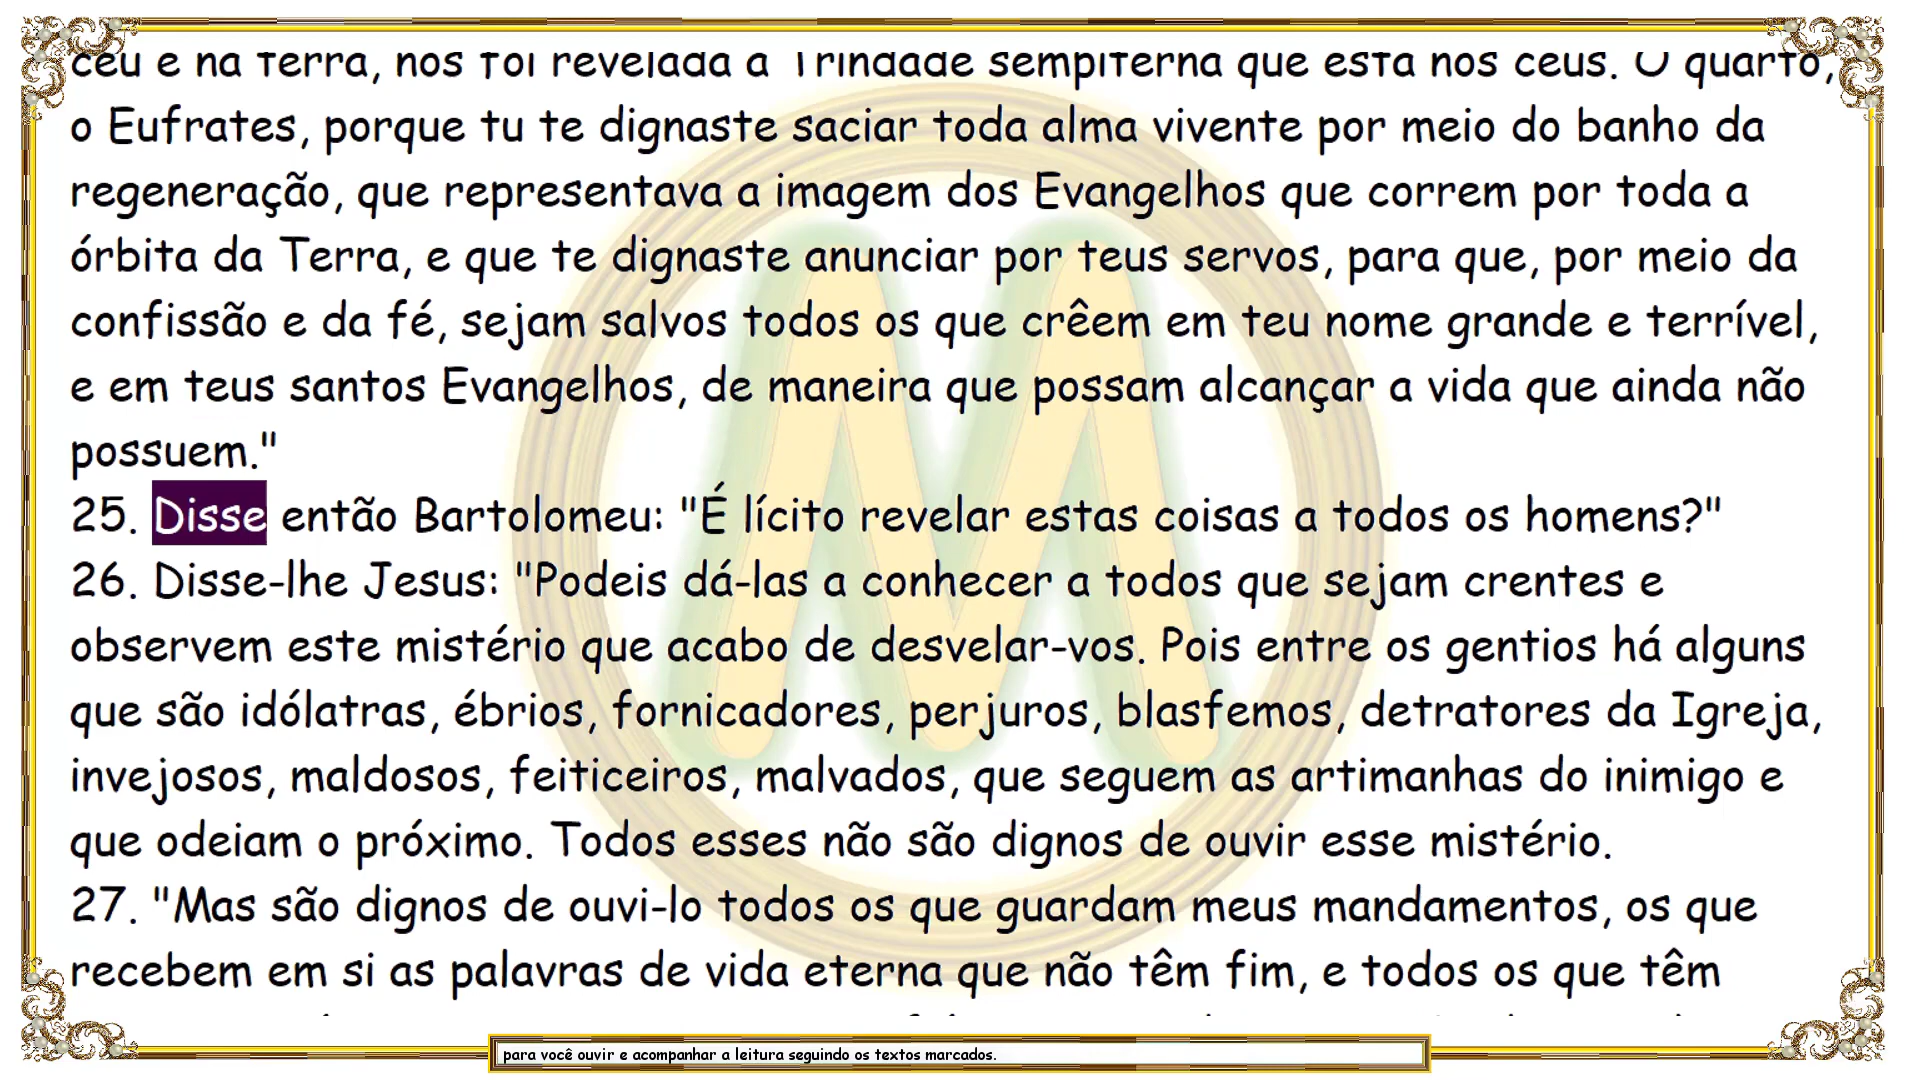 céu e na terra, nos foi revelada a Trindade sempiterna que está nos céus. O quarto,
o Eufrates, porque tu te dignaste saciar toda alma vivente por meio do banho da
regeneração, que representava a imagem dos Evangelhos que correm por toda a
órbita da Terra, e que te dignaste anunciar por teus servos, para que, por meio da
confissão e da fé, sejam salvos todos os que crêem em teu nome grande e terrível,
e em teus santos Evangelhos, de maneira que possam alcançar a vida que ainda não
possuem."
25. Disse então Bartolomeu: "É lícito revelar estas coisas a todos os homens?"
26. Disse-lhe Jesus: "Podeis dá-las a conhecer a todos que sejam crentes e
observem este mistério que acabo de desvelar-vos. Pois entre os gentios há alguns
que são idólatras, ébrios, fornicadores, perjuros, blasfemos, detratores da Igreja,
invejosos, maldosos, feiticeiros, malvados, que seguem as artimanhas do inimigo e
que odeiam o próximo. Todos esses não são dignos de ouvir esse mistério.
27. "Mas são dignos de ouvi-lo todos os que guardam meus mandamentos, os que
recebem em si as palavras de vida eterna que não têm fim, e todos os que têm
para você ouvir e acompanhar a leitura seguindo os textos marcados.